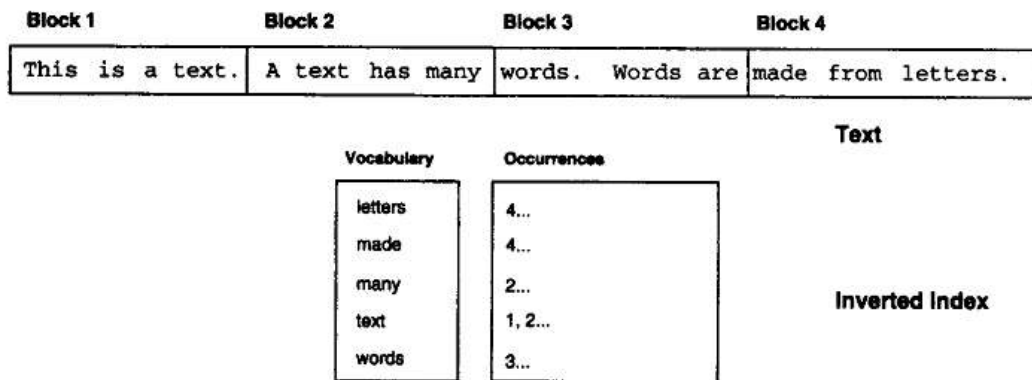 Block 1 Block 2 Block 3 Block 4
This is a text. A text has many words. Words are made from letters.
Text
Vocabulary Occurrences
letters 4...
made 4...
many 2...
Inverted Index
text 1, 2...
words 3...